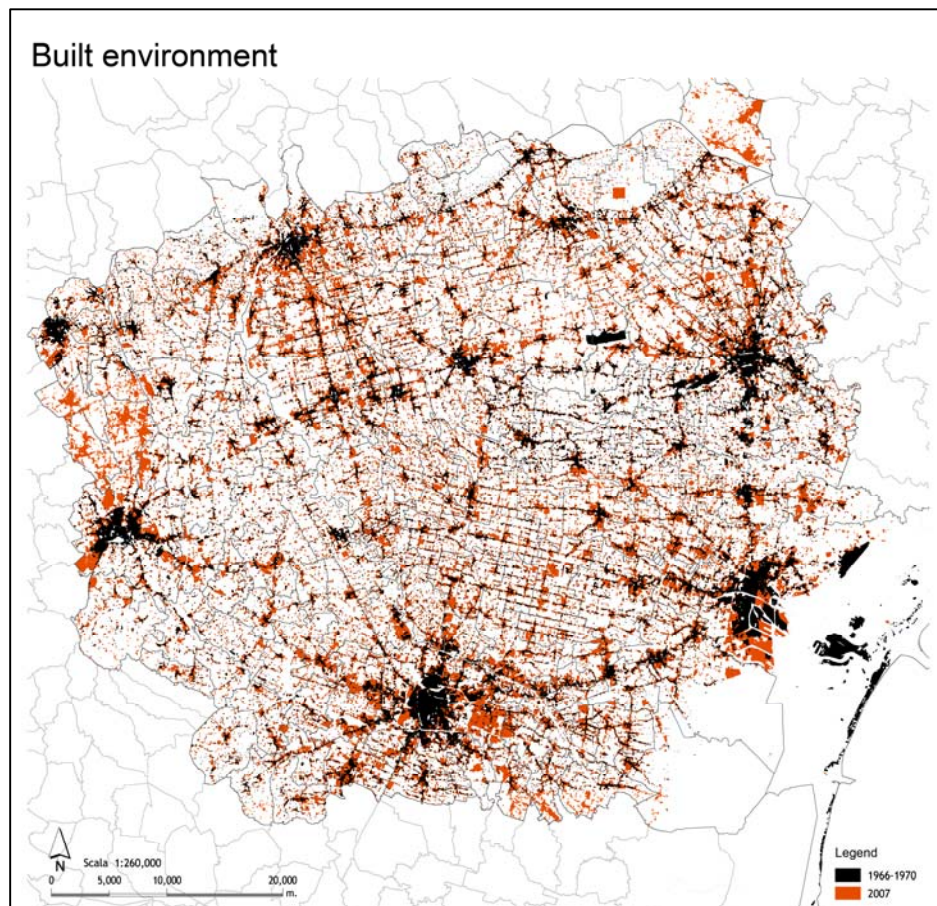 Built environment
N
Scala 1:260,000
0 5,000 10,000 20,000
m.
Legend
1966-1970
2007